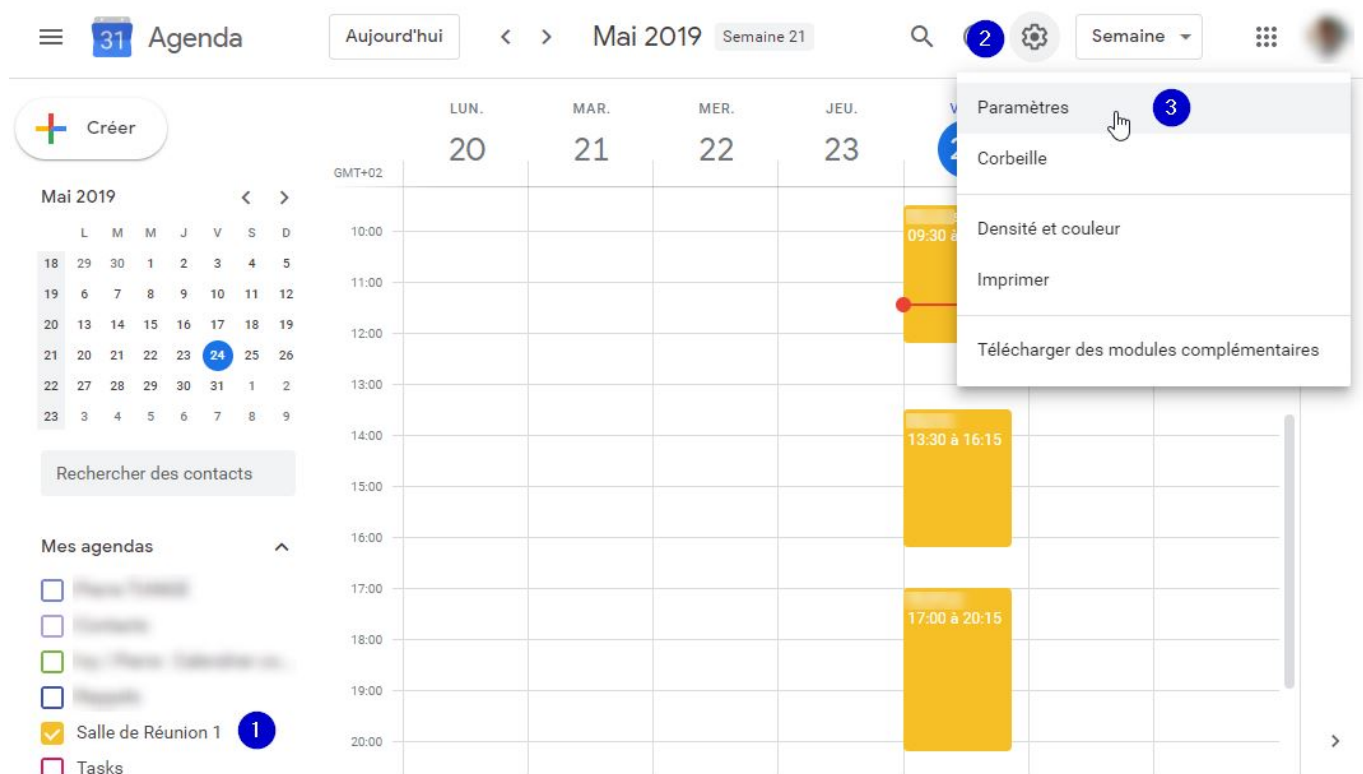 31 Agenda Aujourd'hui < > Mai 2019 Semaine 21 2 Semaine
Paramètres 3
Corbeille
Densité et couleur
Imprimer
Télécharger des modules complémentaires
Créer
Mai 2019 < >
L M M J V S D
18 29 30 1 2 3 4 5
19 6 7 8 9 10 11 12
20 13 14 15 16 17 18 19
21 20 21 22 23 24 25 26
22 27 28 29 30 31 1 2
23 3 4 5 6 7 8 9
Rechercher des contacts
Mes agendas
Salle de Réunion 1 1
Tasks
LUN. MAR. MER. JEU. V
20 21 22 23 2
GMT+02
10:00
09:30 à
11:00
12:00
13:00
14:00
13:30 à 16:15
15:00
16:00
17:00
17:00 à 20:15
18:00
19:00
20:00